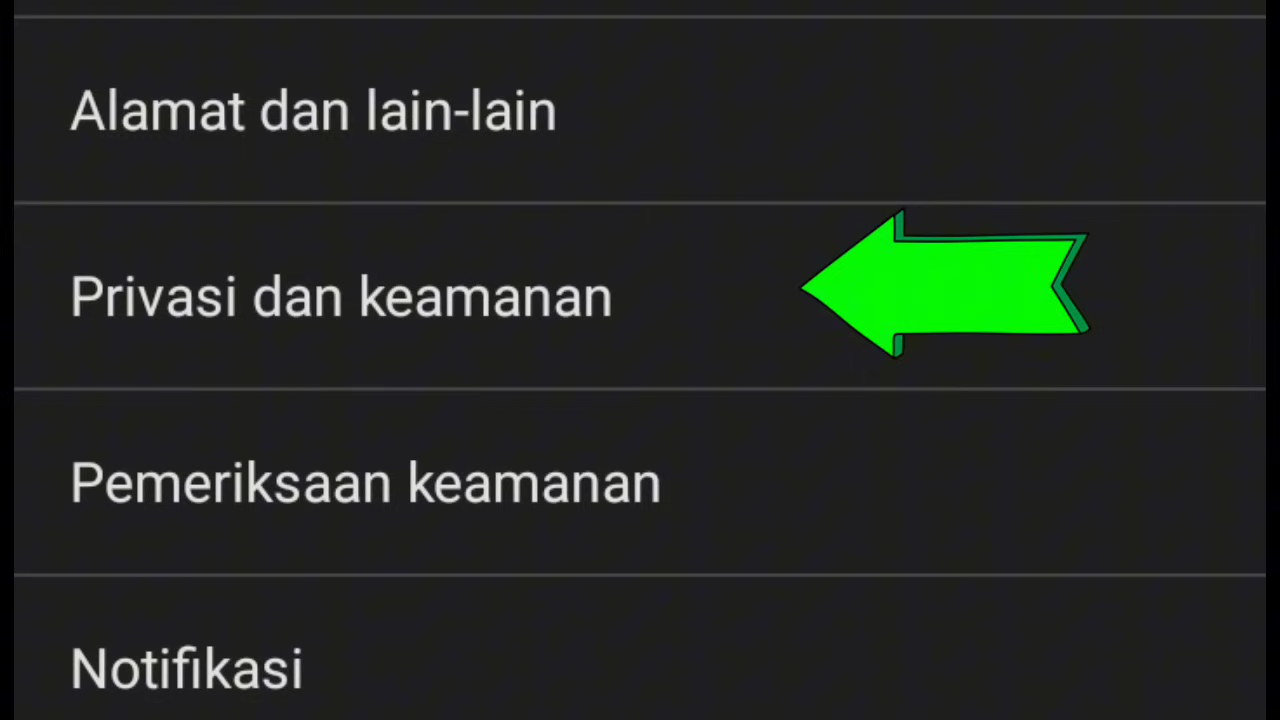 Alamat dan lain-lain
Privasi dan keamanan
Pemeriksaan keamanan
Notifikasi